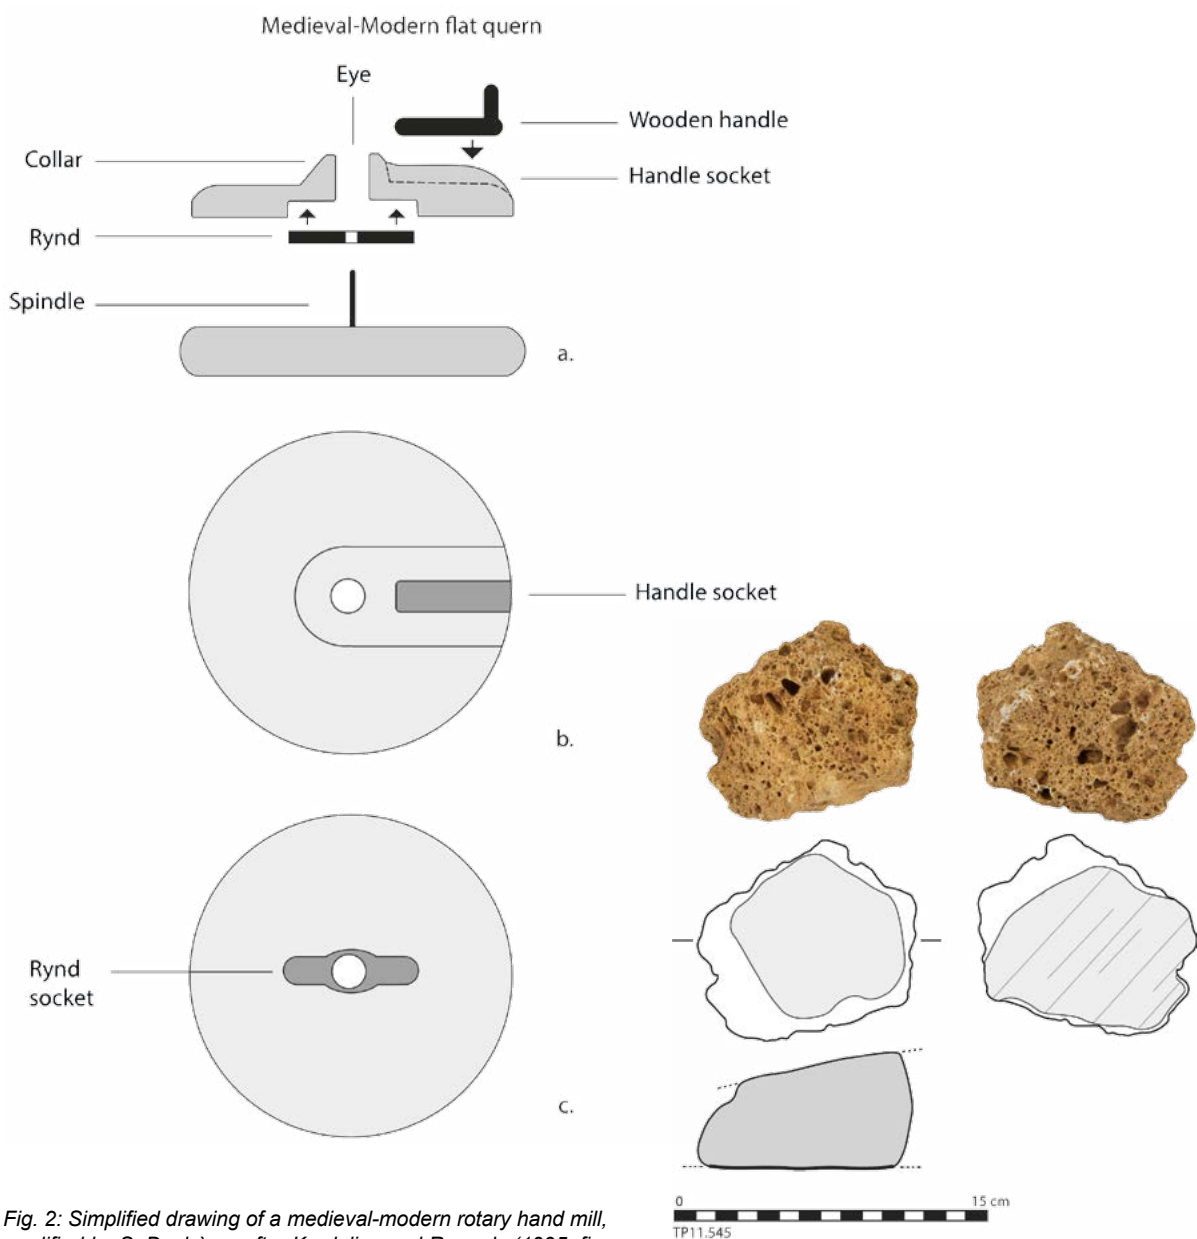 Medieval-Modern flat quern
Eye
Wooden handle
Collar
Handle socket
Rynd
Spindle
a.
Handle socket
b.
Rynd
socket
c.
0 15 cm
TP11.545
Fig. 2: Simplified drawing of a medieval-modern rotary hand mill,